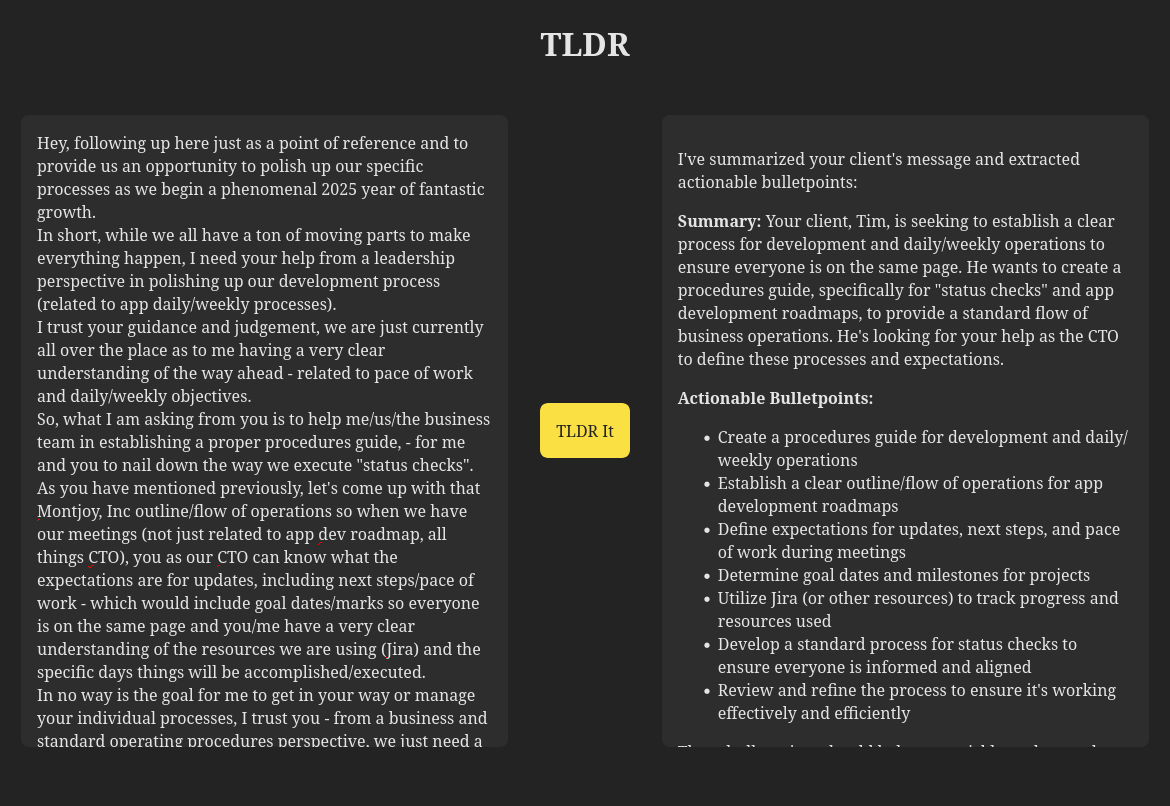 TLDR
Hey, following up here just as a point of reference and to
provide us an opportunity to polish up our specific
processes as we begin a phenomenal 2025 year of fantastic
growth.
In short, while we all have a ton of moving parts to make
everything happen, I need your help from a leadership
perspective in polishing up our development process
(related to app daily/weekly processes).
I trust your guidance and judgement, we are just currently
all over the place as to me having a very clear
understanding of the way ahead - related to pace of work
and daily/weekly objectives.
So, what I am asking from you is to help me/us/the business
team in establishing a proper procedures guide, - for me
and you to nail down the way we execute "status checks".
As you have mentioned previously, let's come up with that
Montjoy, Inc outline/flow of operations so when we have
our meetings (not just related to app dev roadmap, all
things CTO), you as our CTO can know what the
expectations are for updates, including next steps/pace of
work - which would include goal dates/marks so everyone
is on the same page and you/me have a very clear
understanding of the resources we are using (Jira) and the
specific days things will be accomplished/executed.
In no way is the goal for me to get in your way or manage
your individual processes, I trust you - from a business and
standard operating procedures perspective, we just need a
TLDR It
I've summarized your client's message and extracted
actionable bulletpoints:
Summary: Your client, Tim, is seeking to establish a clear
process for development and daily/weekly operations to
ensure everyone is on the same page. He wants to create a
procedures guide, specifically for "status checks" and app
development roadmaps, to provide a standard flow of
business operations. He's looking for your help as the CTO
to define these processes and expectations.
Actionable Bulletpoints:
• Create a procedures guide for development and daily/
weekly operations
• Establish a clear outline/flow of operations for app
development roadmaps
• Define expectations for updates, next steps, and pace
of work during meetings
• Determine goal dates and milestones for projects
• Utilize Jira (or other resources) to track progress and
resources used
• Develop a standard process for status checks to
ensure everyone is informed and aligned
• Review and refine the process to ensure it's working
effectively and efficiently